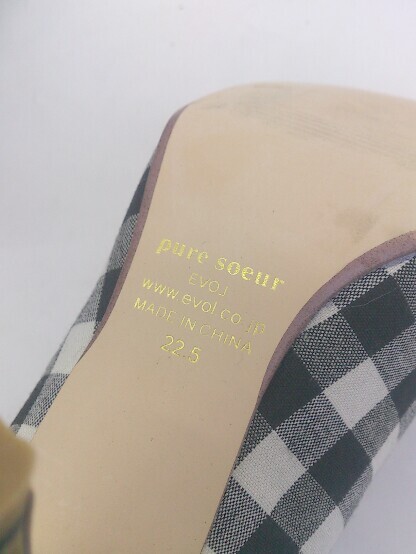 pure soeur
EVOL
www.evol.co.jp
MADE IN CHINA
22.5